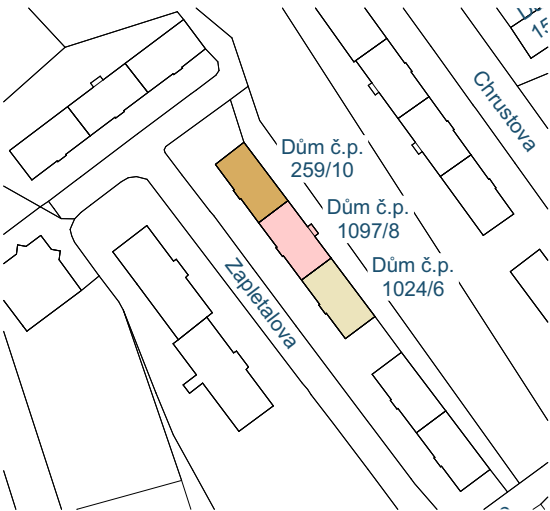 Chrustova
Dům č.p.
259/10
Dům č.p.
1097/8
Dům č.p.
1024/6
Zapletalova